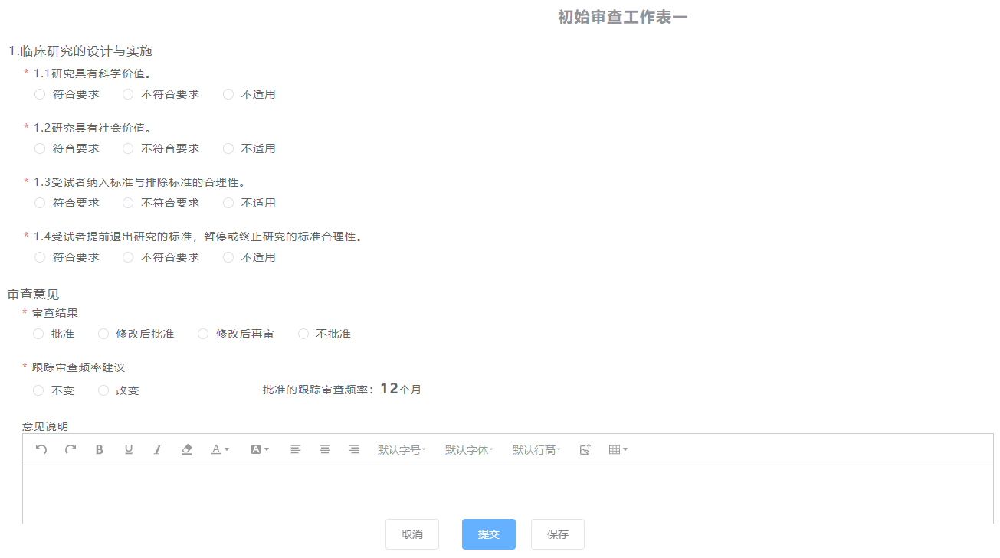 初始审查工作表一
1.临床研究的设计与实施
* 1.1研究具有科学价值。
符合要求 不符合要求 不适用
* 1.2研究具有社会价值。
符合要求 不符合要求 不适用
* 1.3受试者纳入标准与排除标准的合理性。
符合要求 不符合要求 不适用
* 1.4受试者提前退出研究的标准，暂停或终止研究的标准合理性。
符合要求 不符合要求 不适用
审查意见
* 审查结果
批准 修改后批准 修改后再审 不批准
* 跟踪审查频率建议
不变 改变 批准的跟踪审查频率：12个月
意见说明
B U I A A 默认字号 默认字体 默认行高
取消 提交 保存